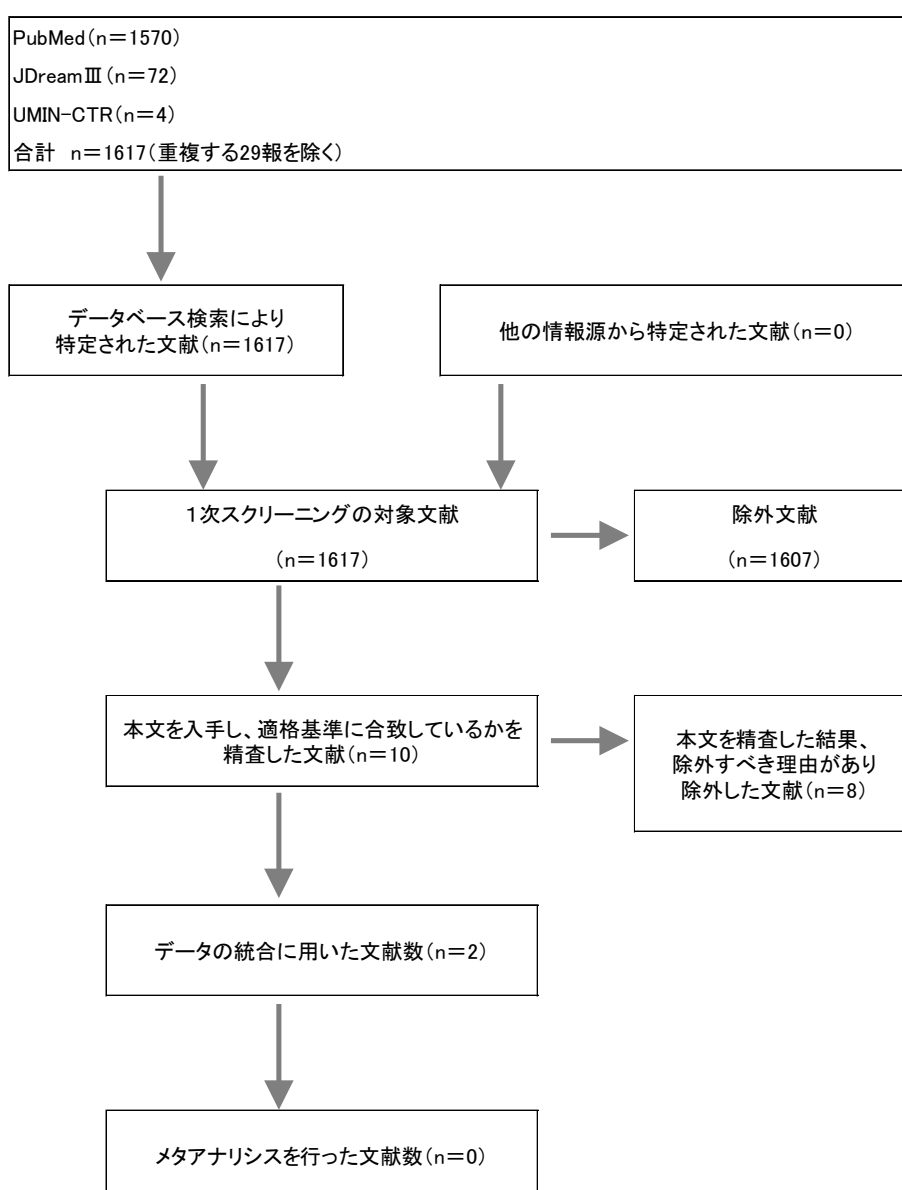 PubMed(n＝1570)
JDreamⅢ(n＝72)
UMIN-CTR(n＝4)
合計 n＝1617(重複する29報を除く)
データベース検索により
特定された文献(n＝1617)
他の情報源から特定された文献(n＝0)
1次スクリーニングの対象文献
(n＝1617)
除外文献
(n＝1607)
本文を入手し、適格基準に合致しているかを
精査した文献(n＝10)
本文を精査した結果、
除外すべき理由があり
除外した文献(n＝8)
データの統合に用いた文献数(n＝2)
メタアナリシスを行った文献数(n＝0)